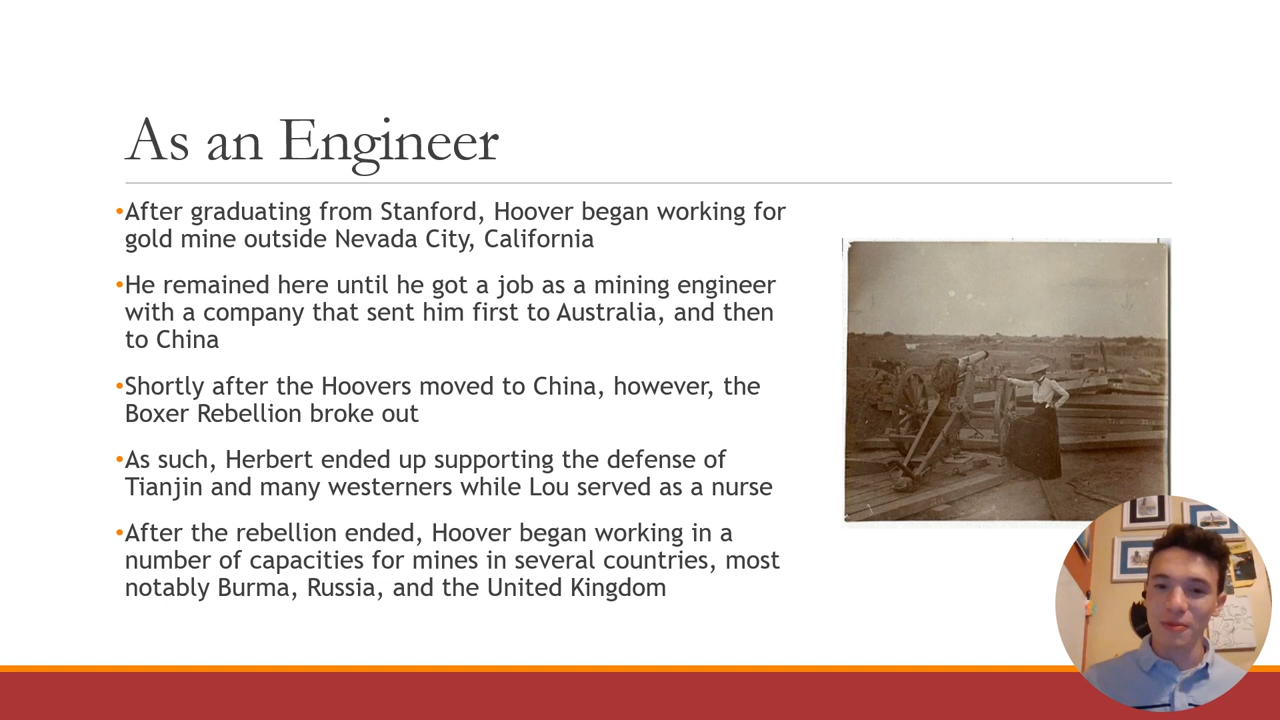 As an Engineer
•After graduating from Stanford, Hoover began working for
gold mine outside Nevada City, California
•He remained here until he got a job as a mining engineer
with a company that sent him first to Australia, and then
to China
•Shortly after the Hoovers moved to China, however, the
Boxer Rebellion broke out
•As such, Herbert ended up supporting the defense of
Tianjin and many westerners while Lou served as a nurse
•After the rebellion ended, Hoover began working in a
number of capacities for mines in several countries, most
notably Burma, Russia, and the United Kingdom